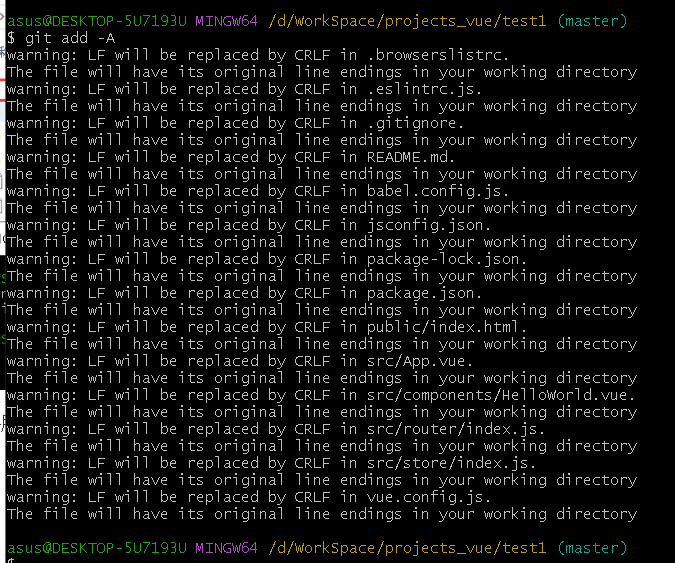 asus@DESKTOP-5U7193U MINGW64 /d/WorkSpace/projects_vue/test1 (master)
$ git add -A
warning: LF will be replaced by CRLF in .browserslistrc.
The file will have its original line endings in your working directory
warning: LF will be replaced by CRLF in .eslintrc.js.
The file will have its original line endings in your working directory
warning: LF will be replaced by CRLF in .gitignore.
The file will have its original line endings in your working directory
warning: LF will be replaced by CRLF in README.md.
The file will have its original line endings in your working directory
warning: LF will be replaced by CRLF in babel.config.js.
The file will have its original line endings in your working directory
warning: LF will be replaced by CRLF in jsconfig.json.
The file will have its original line endings in your working directory
warning: LF will be replaced by CRLF in package-lock.json.
The file will have its original line endings in your working directory
warning: LF will be replaced by CRLF in package.json.
The file will have its original line endings in your working directory
warning: LF will be replaced by CRLF in public/index.html.
The file will have its original line endings in your working directory
warning: LF will be replaced by CRLF in src/App.vue.
The file will have its original line endings in your working directory
warning: LF will be replaced by CRLF in src/components/HelloWorld.vue.
The file will have its original line endings in your working directory
warning: LF will be replaced by CRLF in src/router/index.js.
The file will have its original line endings in your working directory
warning: LF will be replaced by CRLF in src/store/index.js.
The file will have its original line endings in your working directory
warning: LF will be replaced by CRLF in vue.config.js.
The file will have its original line endings in your working directory
asus@DESKTOP-5U7193U MINGW64 /d/WorkSpace/projects_vue/test1 (master)
$